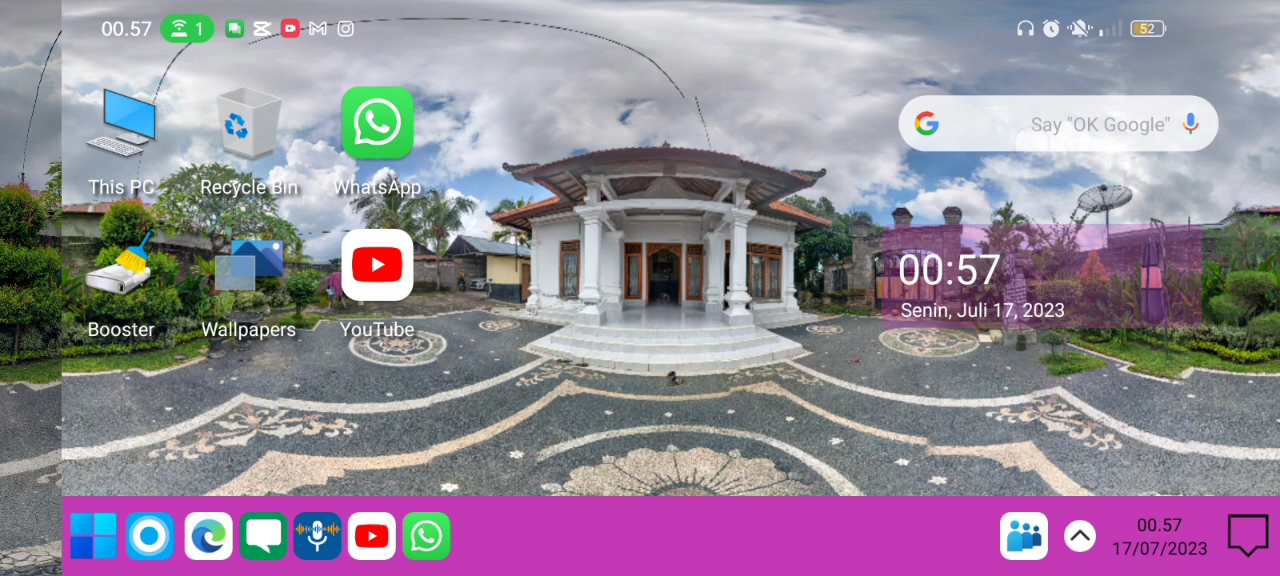 00.57
1
52
Say "OK Google"
This PC
Recycle Bin
WhatsApp
00:57
Senin, Juli 17, 2023
Booster
Wallpapers
YouTube
00.57
17/07/2023